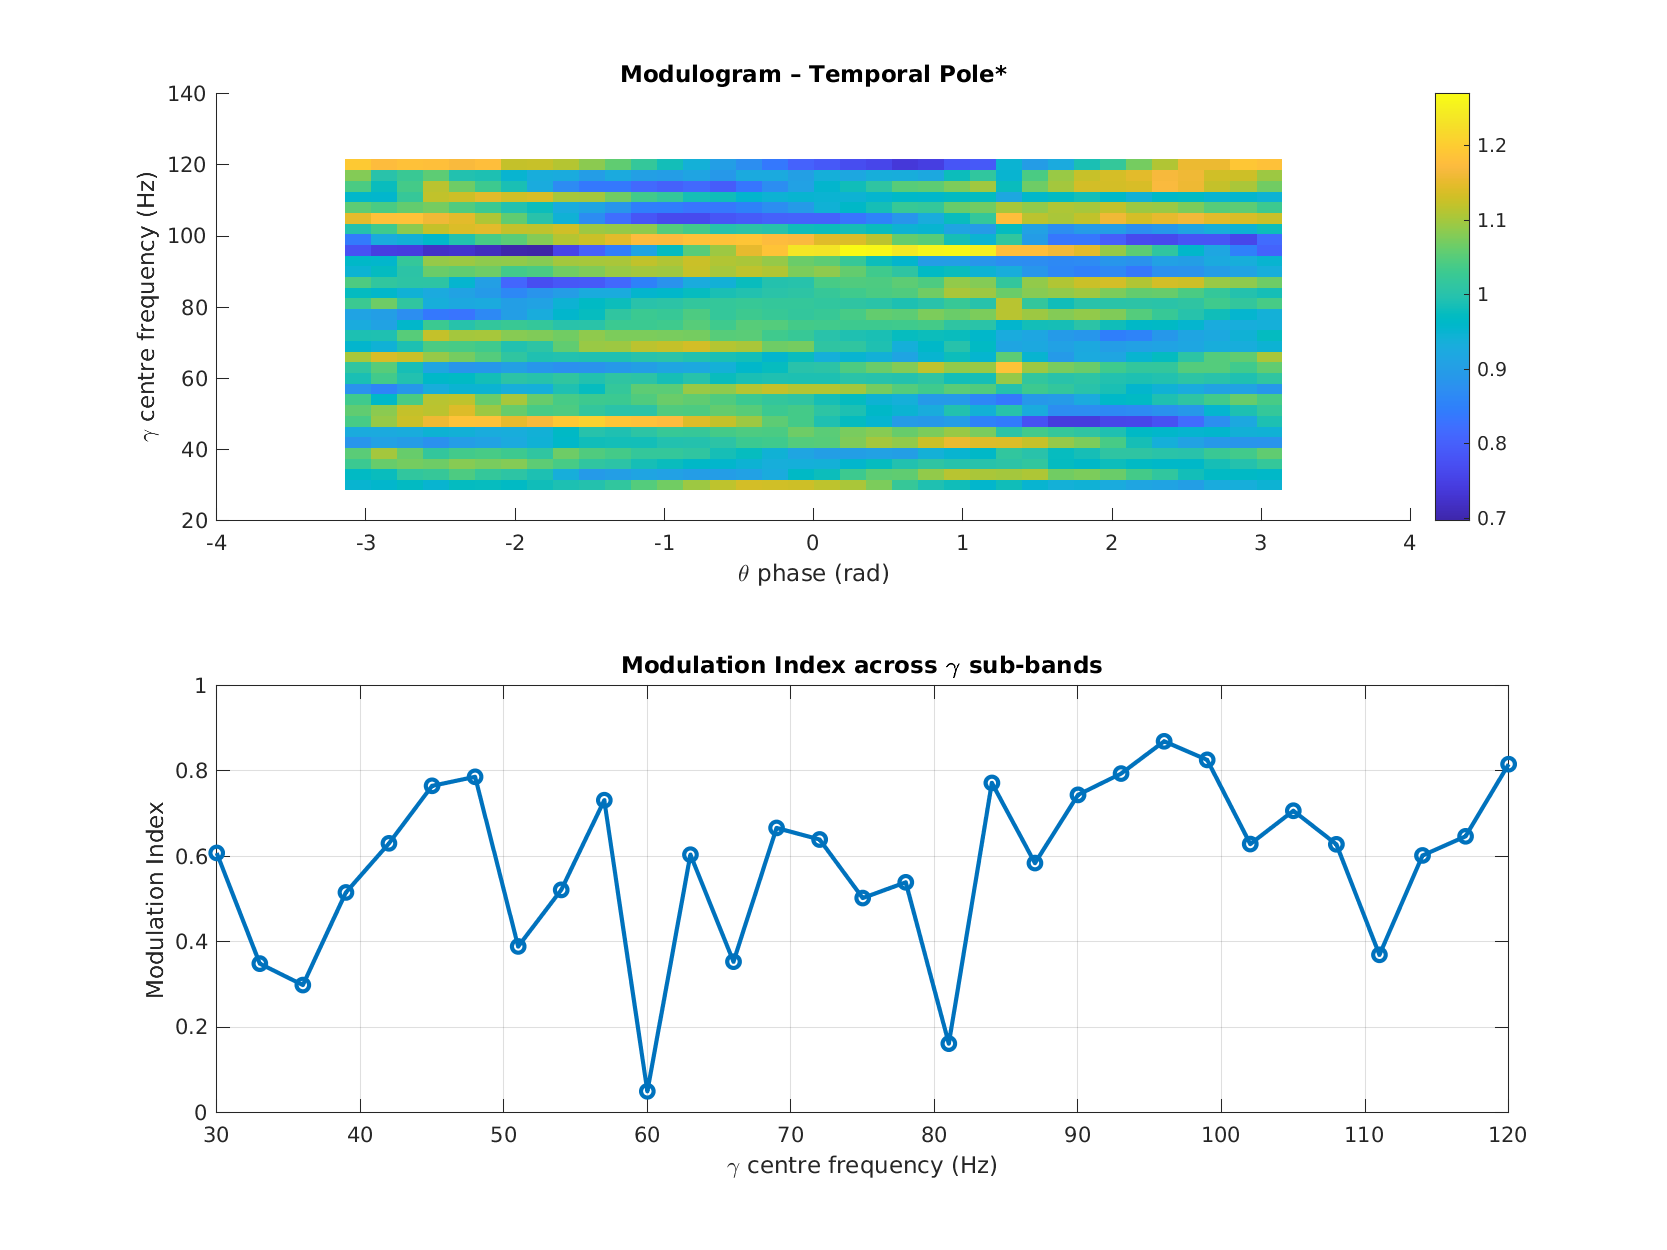 Modulogram – Temporal Pole*
140
120
100
80
60
40
20
γ centre frequency (Hz)
-4 -3 -2 -1 0 1 2 3 4
θ phase (rad)
1.2
1.1
1
0.9
0.8
0.7
Modulation Index across γ sub-bands
1
0.8
0.6
0.4
0.2
0
Modulation Index
30 40 50 60 70 80 90 100 110 120
γ centre frequency (Hz)